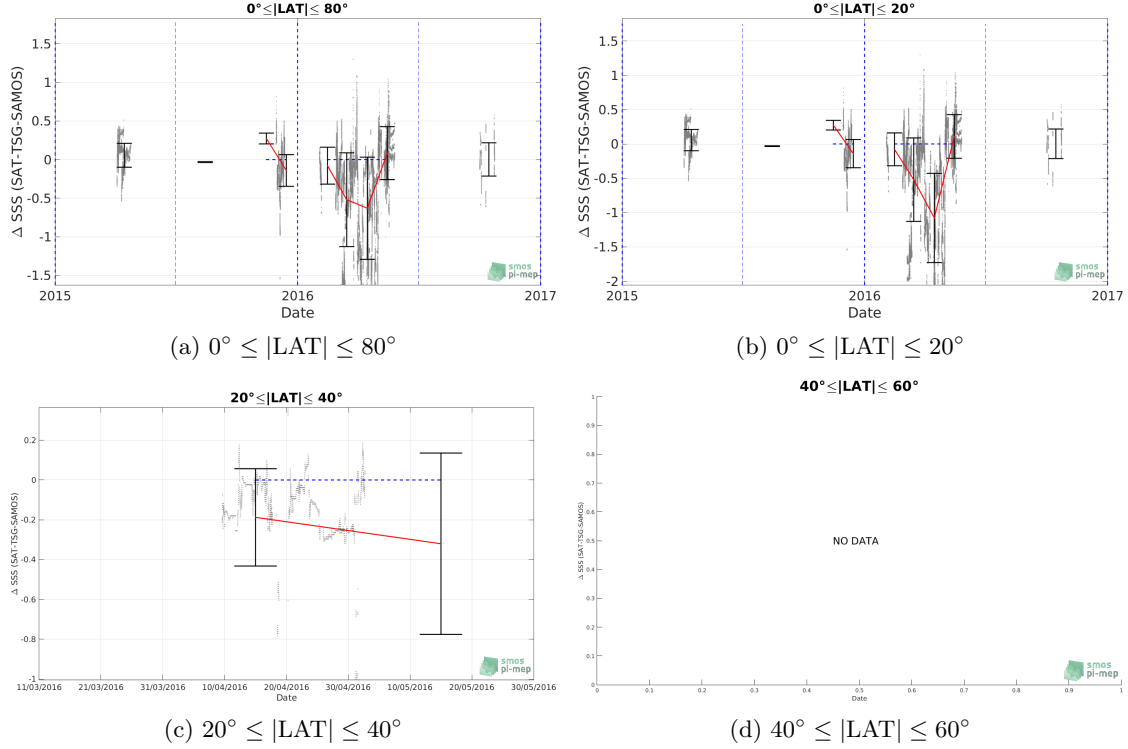 0°≤|LAT|≤ 80°
1.5
1
0.5
0
-0.5
-1
-1.5
Δ SSS (SAT-TSG-SAMOS)
2015
2016
2017
Date
smos
pi-mep
(a) 0° ≤ |LAT| ≤ 80°
0°≤|LAT|≤ 20°
1.5
1
0.5
0
-0.5
-1
-1.5
-2
Δ SSS (SAT-TSG-SAMOS)
2015
2016
2017
Date
smos
pi-mep
(b) 0° ≤ |LAT| ≤ 20°
20°≤|LAT|≤ 40°
0.2
0
-0.2
-0.4
-0.6
-0.8
-1
Δ SSS (SAT-TSG-SAMOS)
11/03/2016 21/03/2016 31/03/2016 10/04/2016 20/04/2016 30/04/2016 10/05/2016 20/05/2016 30/05/2016
Date
smos
pi-mep
(c) 20° ≤ |LAT| ≤ 40°
40°≤|LAT|≤ 60°
1
0.9
0.8
0.7
0.6
0.5
0.4
0.3
0.2
0.1
0
Δ SSS (SAT-TSG-SAMOS)
NO DATA
0 0.1 0.2 0.3 0.4 0.5 0.6 0.7 0.8 0.9 1
Date
smos
pi-mep
(d) 40° ≤ |LAT| ≤ 60°